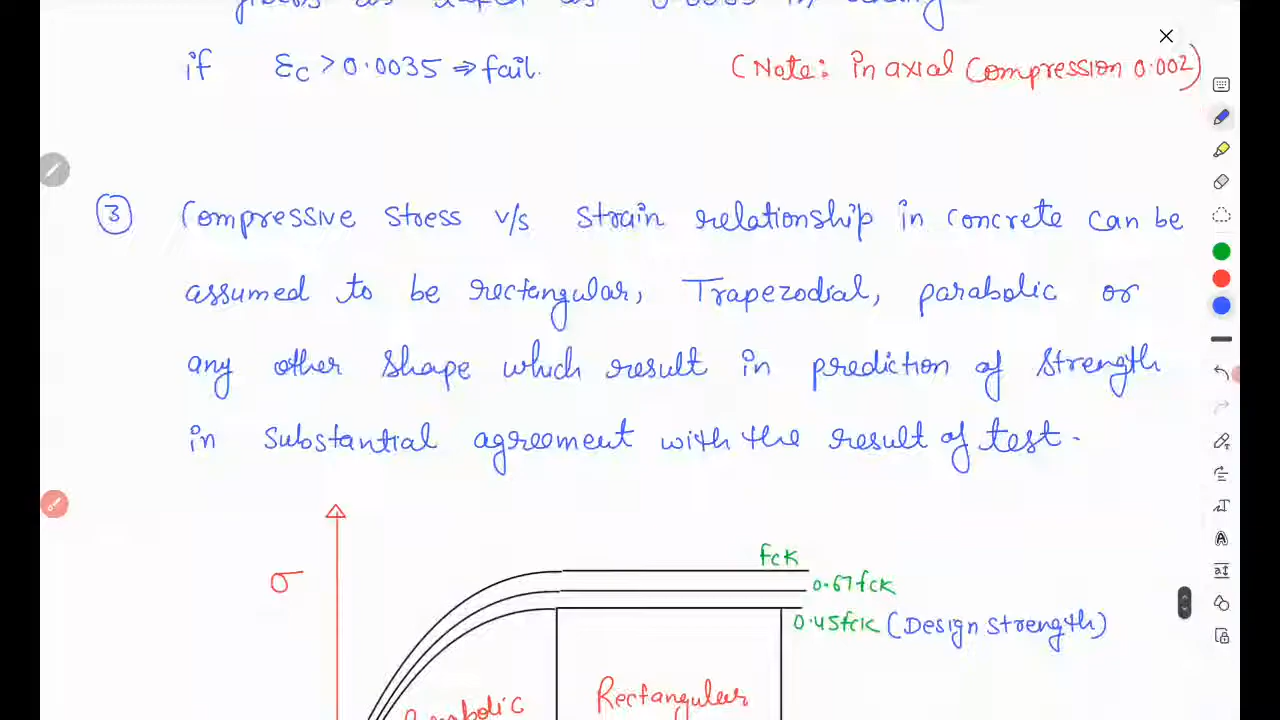 if Ɛc > 0.0035 ⇒ fail. (Note: in axial compression 0.002)
③ Compressive stress v/s strain relationship in concrete can be
assumed to be rectangular, Trapezodial, parabolic or
any other shape which result in prediction of strength
in substantial agreement with the result of test.
fck
σ 0.67fck
0.45fck (Design strength)
Rectangular
Parabolic